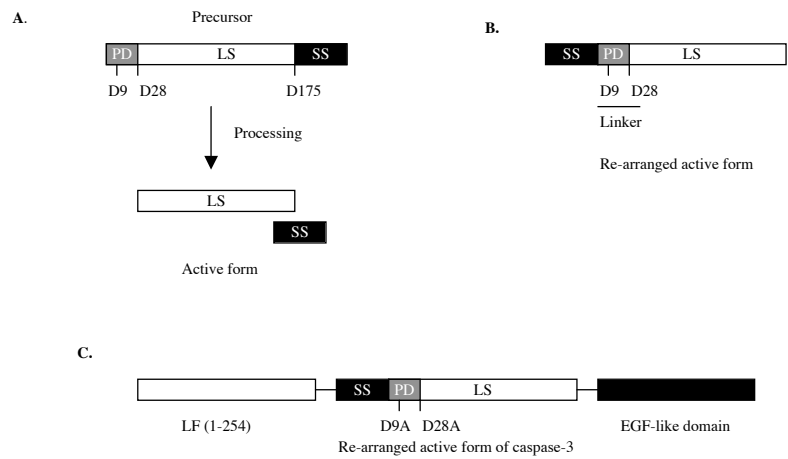 A.
Precursor
PD LS SS
D9 D28 D175
Processing
LS
SS
Active form
B.
SS PD LS
D9 D28
Linker
Re-arranged active form
C.
SS PD LS
D9A D28A
LF (1-254) EGF-like domain
Re-arranged active form of caspase-3